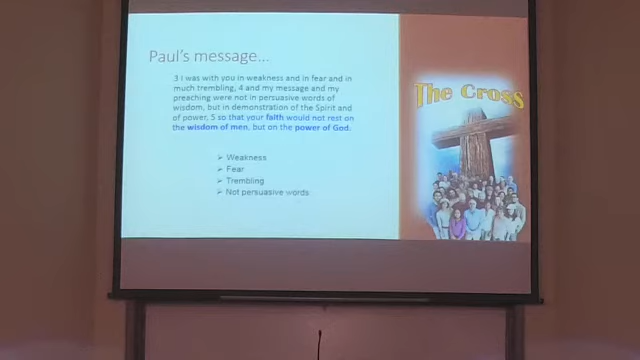 Paul's message...
3 I was with you in weakness and in fear and in
much trembling, 4 and my message and my
preaching were not in persuasive words of
wisdom, but in demonstration of the Spirit and
of power, 5 so that your faith would not rest on
the wisdom of men, but on the power of God.
➢ Weakness
➢ Fear
➢ Trembling
➢ Not persuasive words
The Cross